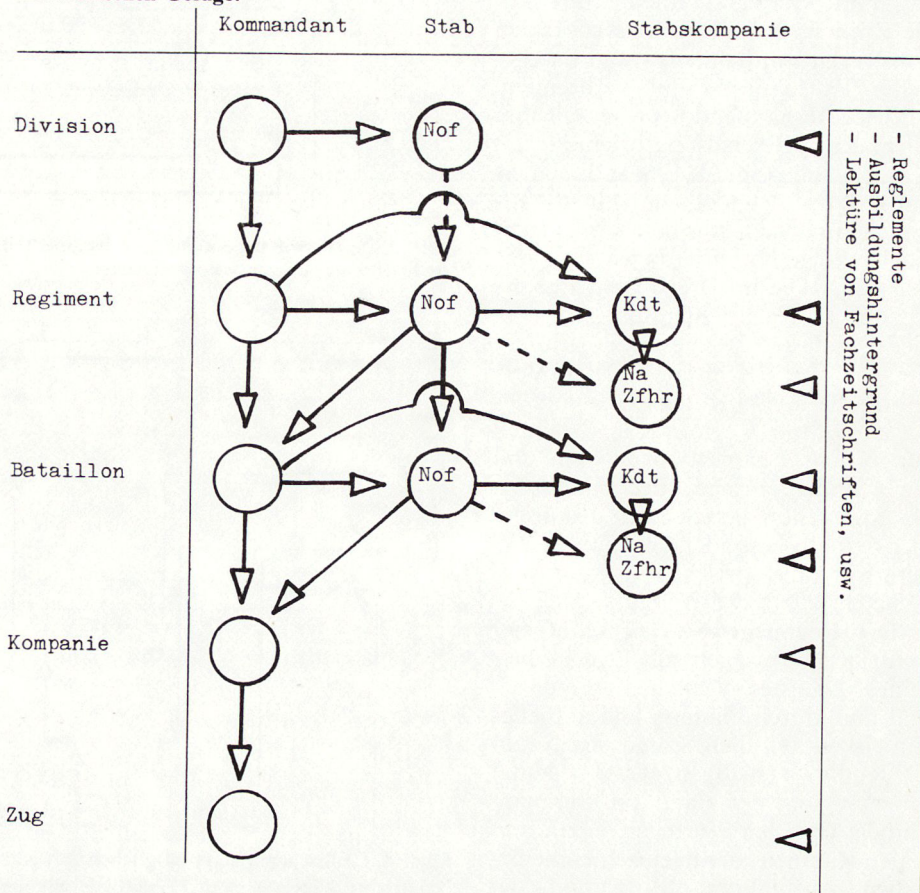 Kommandant Stab Stabskompanie
Division
Nof
Regiment
Nof
Kdt
Na
Zfhr
Bataillon
Nof
Kdt
Na
Zfhr
Kompanie
Zug
- Reglemente
- Ausbildungshintergrund
- Lektüre von Fachzeitschriften, usw.